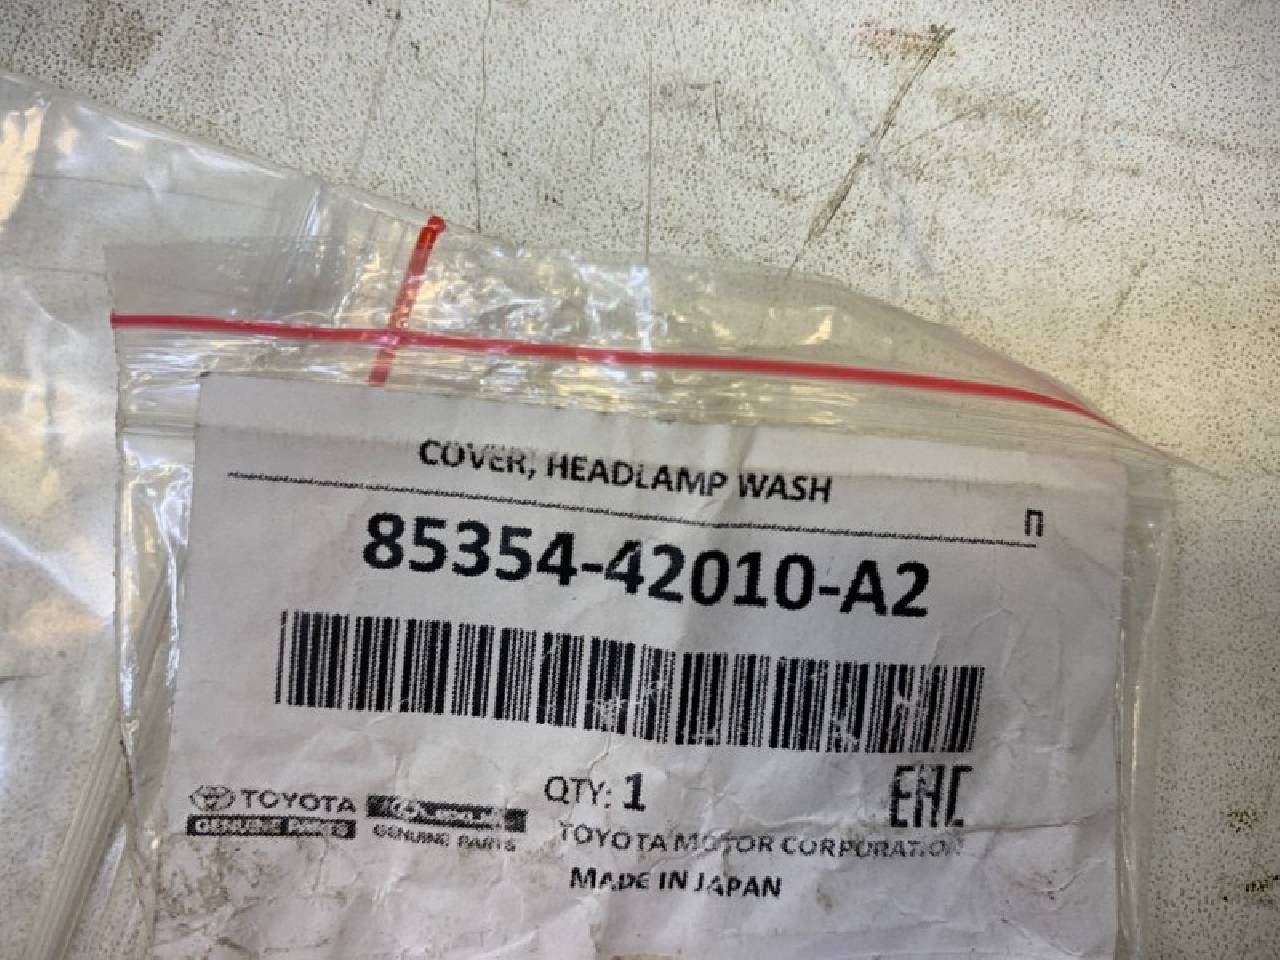 COVER, HEADLAMP WASH
П
85354-42010-A2
QTY: 1
EAC
TOYOTA
GENUINE PARTS
GENUINE PARTS
TOYOTA MOTOR CORPORATION
MADE IN JAPAN